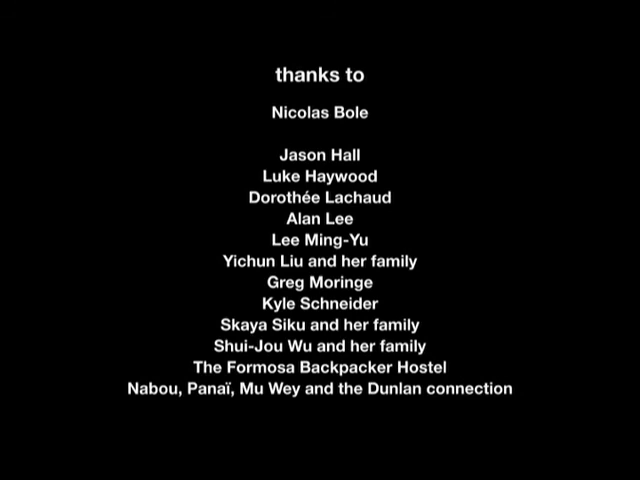 thanks to
Nicolas Bole
Jason Hall
Luke Haywood
Dorothée Lachaud
Alan Lee
Lee Ming-Yu
Yichun Liu and her family
Greg Moringe
Kyle Schneider
Skaya Siku and her family
Shui-Jou Wu and her family
The Formosa Backpacker Hostel
Nabou, Panaï, Mu Wey and the Dunlan connection